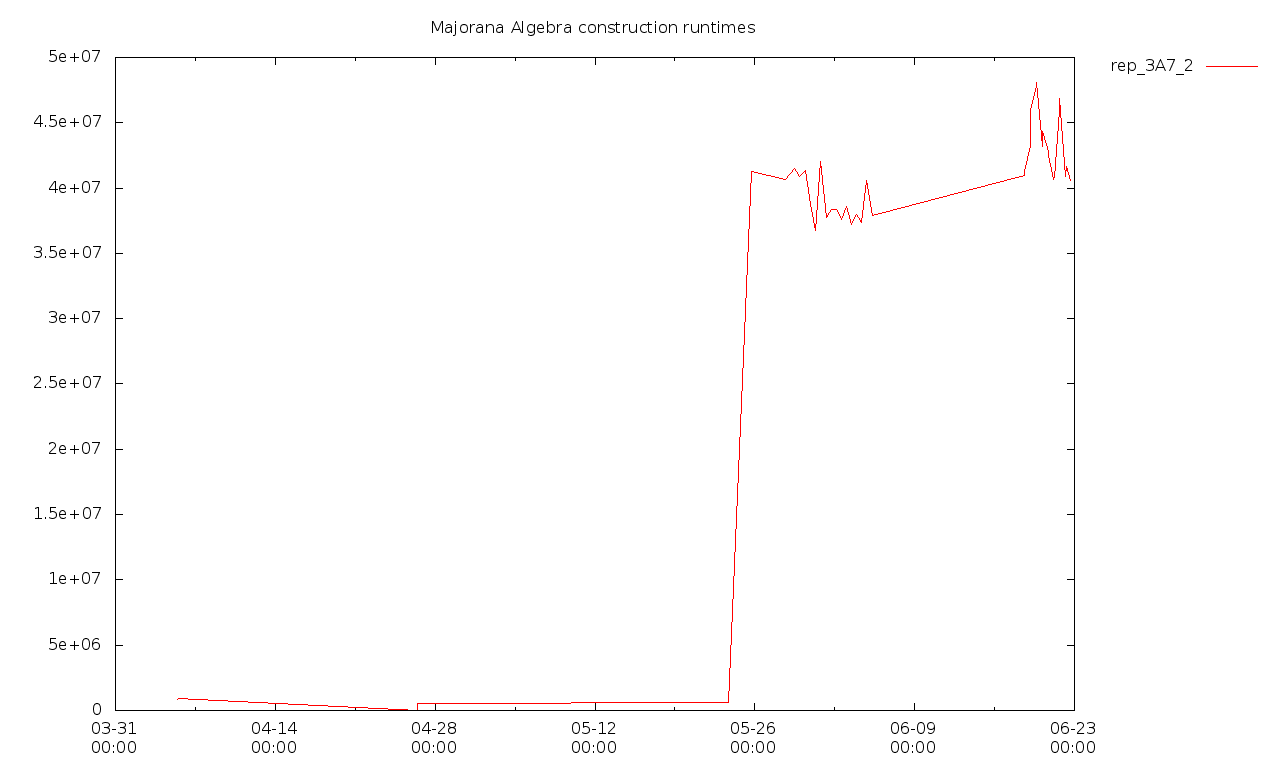 Majorana Algebra construction runtimes
rep_3A7_2
5e+07
4.5e+07
4e+07
3.5e+07
3e+07
2.5e+07
2e+07
1.5e+07
1e+07
5e+06
0
03-31 04-14 04-28 05-12 05-26 06-09 06-23
00:00 00:00 00:00 00:00 00:00 00:00 00:00